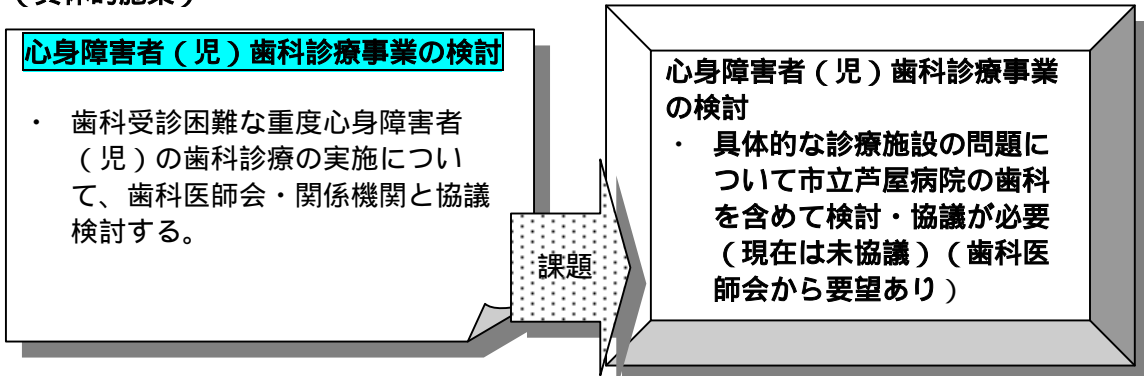 （具体的施策）
心身障害者（児）歯科診療事業の検討
・ 歯科受診困難な重度心身障害者
（児）の歯科診療の実施につい
て、歯科医師会・関係機関と協議
検討する。
課題
心身障害者（児）歯科診療事業
の検討
・ 具体的な診療施設の問題に
ついて市立芦屋病院の歯科
を含めて検討・協議が必要
（現在は未協議）（歯科医
師会から要望あり）